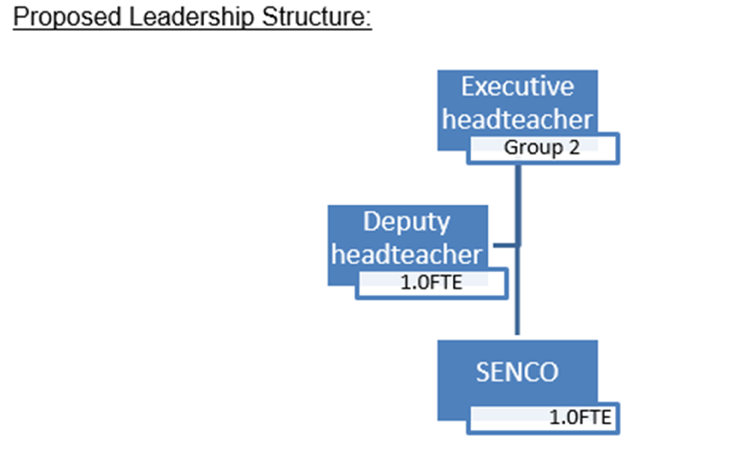 Proposed Leadership Structure:
Executive
headteacher
Group 2
Deputy
headteacher
1.0FTE
SENCO
1.0FTE